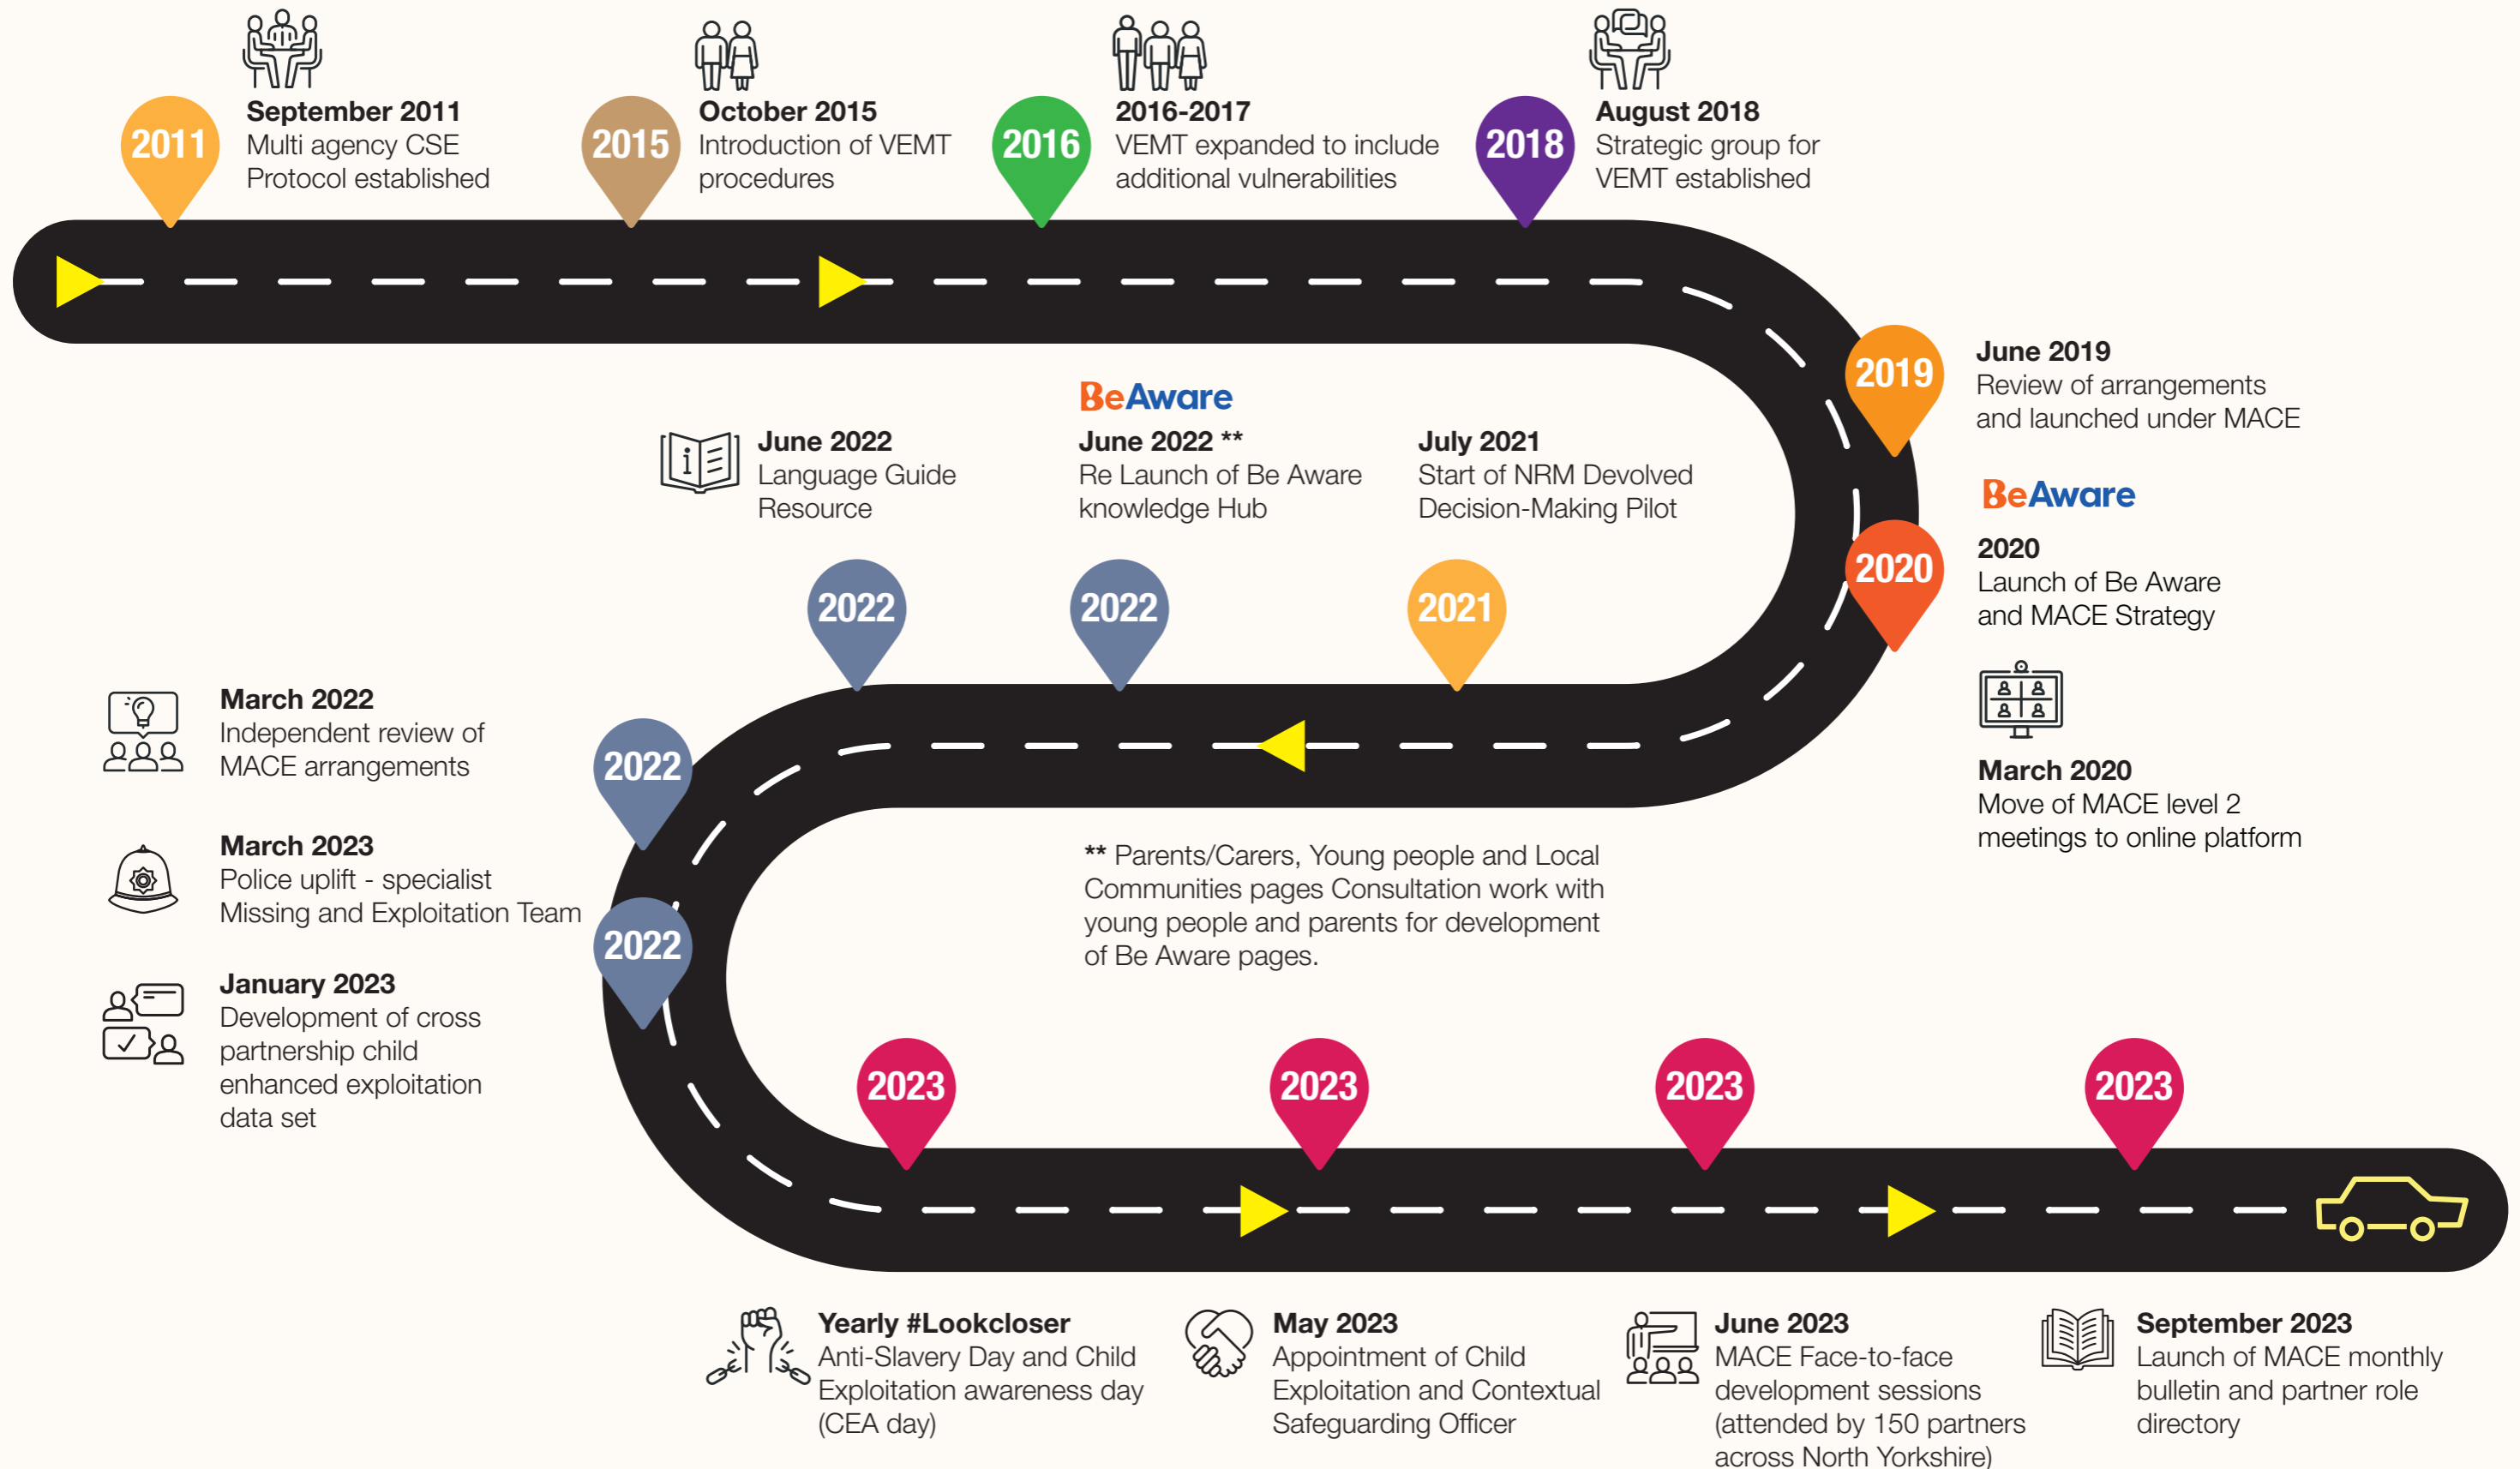 2011
September 2011
Multi agency CSE
Protocol established
2015
October 2015
Introduction of VEMT
procedures
2016
2016-2017
VEMT expanded to include
additional vulnerabilities
2018
August 2018
Strategic group for
VEMT established
2019
June 2019
Review of arrangements
and launched under MACE
BeAware
2020
2020
Launch of Be Aware
and MACE Strategy
March 2020
Move of MACE level 2
meetings to online platform
July 2021
Start of NRM Devolved
Decision-Making Pilot
2021
BeAware
June 2022 **
Re Launch of Be Aware
knowledge Hub
2022
June 2022
Language Guide
Resource
2022
** Parents/Carers, Young people and Local
Communities pages Consultation work with
young people and parents for development
of Be Aware pages.
March 2022
Independent review of
MACE arrangements
2022
March 2023
Police uplift - specialist
Missing and Exploitation Team
2022
January 2023
Development of cross
partnership child
enhanced exploitation
data set
2023
2023
2023
2023
Yearly #Lookcloser
Anti-Slavery Day and Child
Exploitation awareness day
(CEA day)
May 2023
Appointment of Child
Exploitation and Contextual
Safeguarding Officer
June 2023
MACE Face-to-face
development sessions
(attended by 150 partners
across North Yorkshire)
September 2023
Launch of MACE monthly
bulletin and partner role
directory